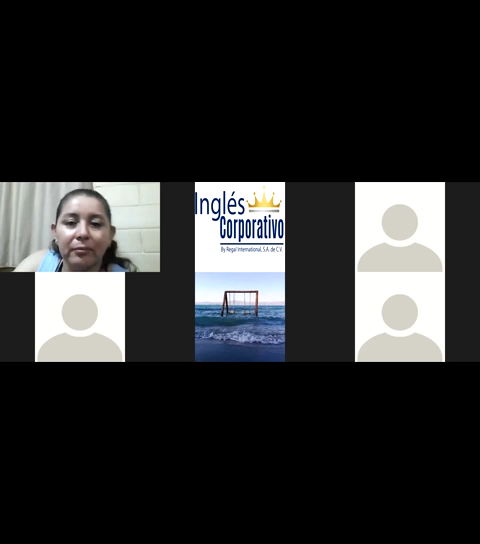 Inglés
Corporativo
By Regal International, S.A. de C.V.